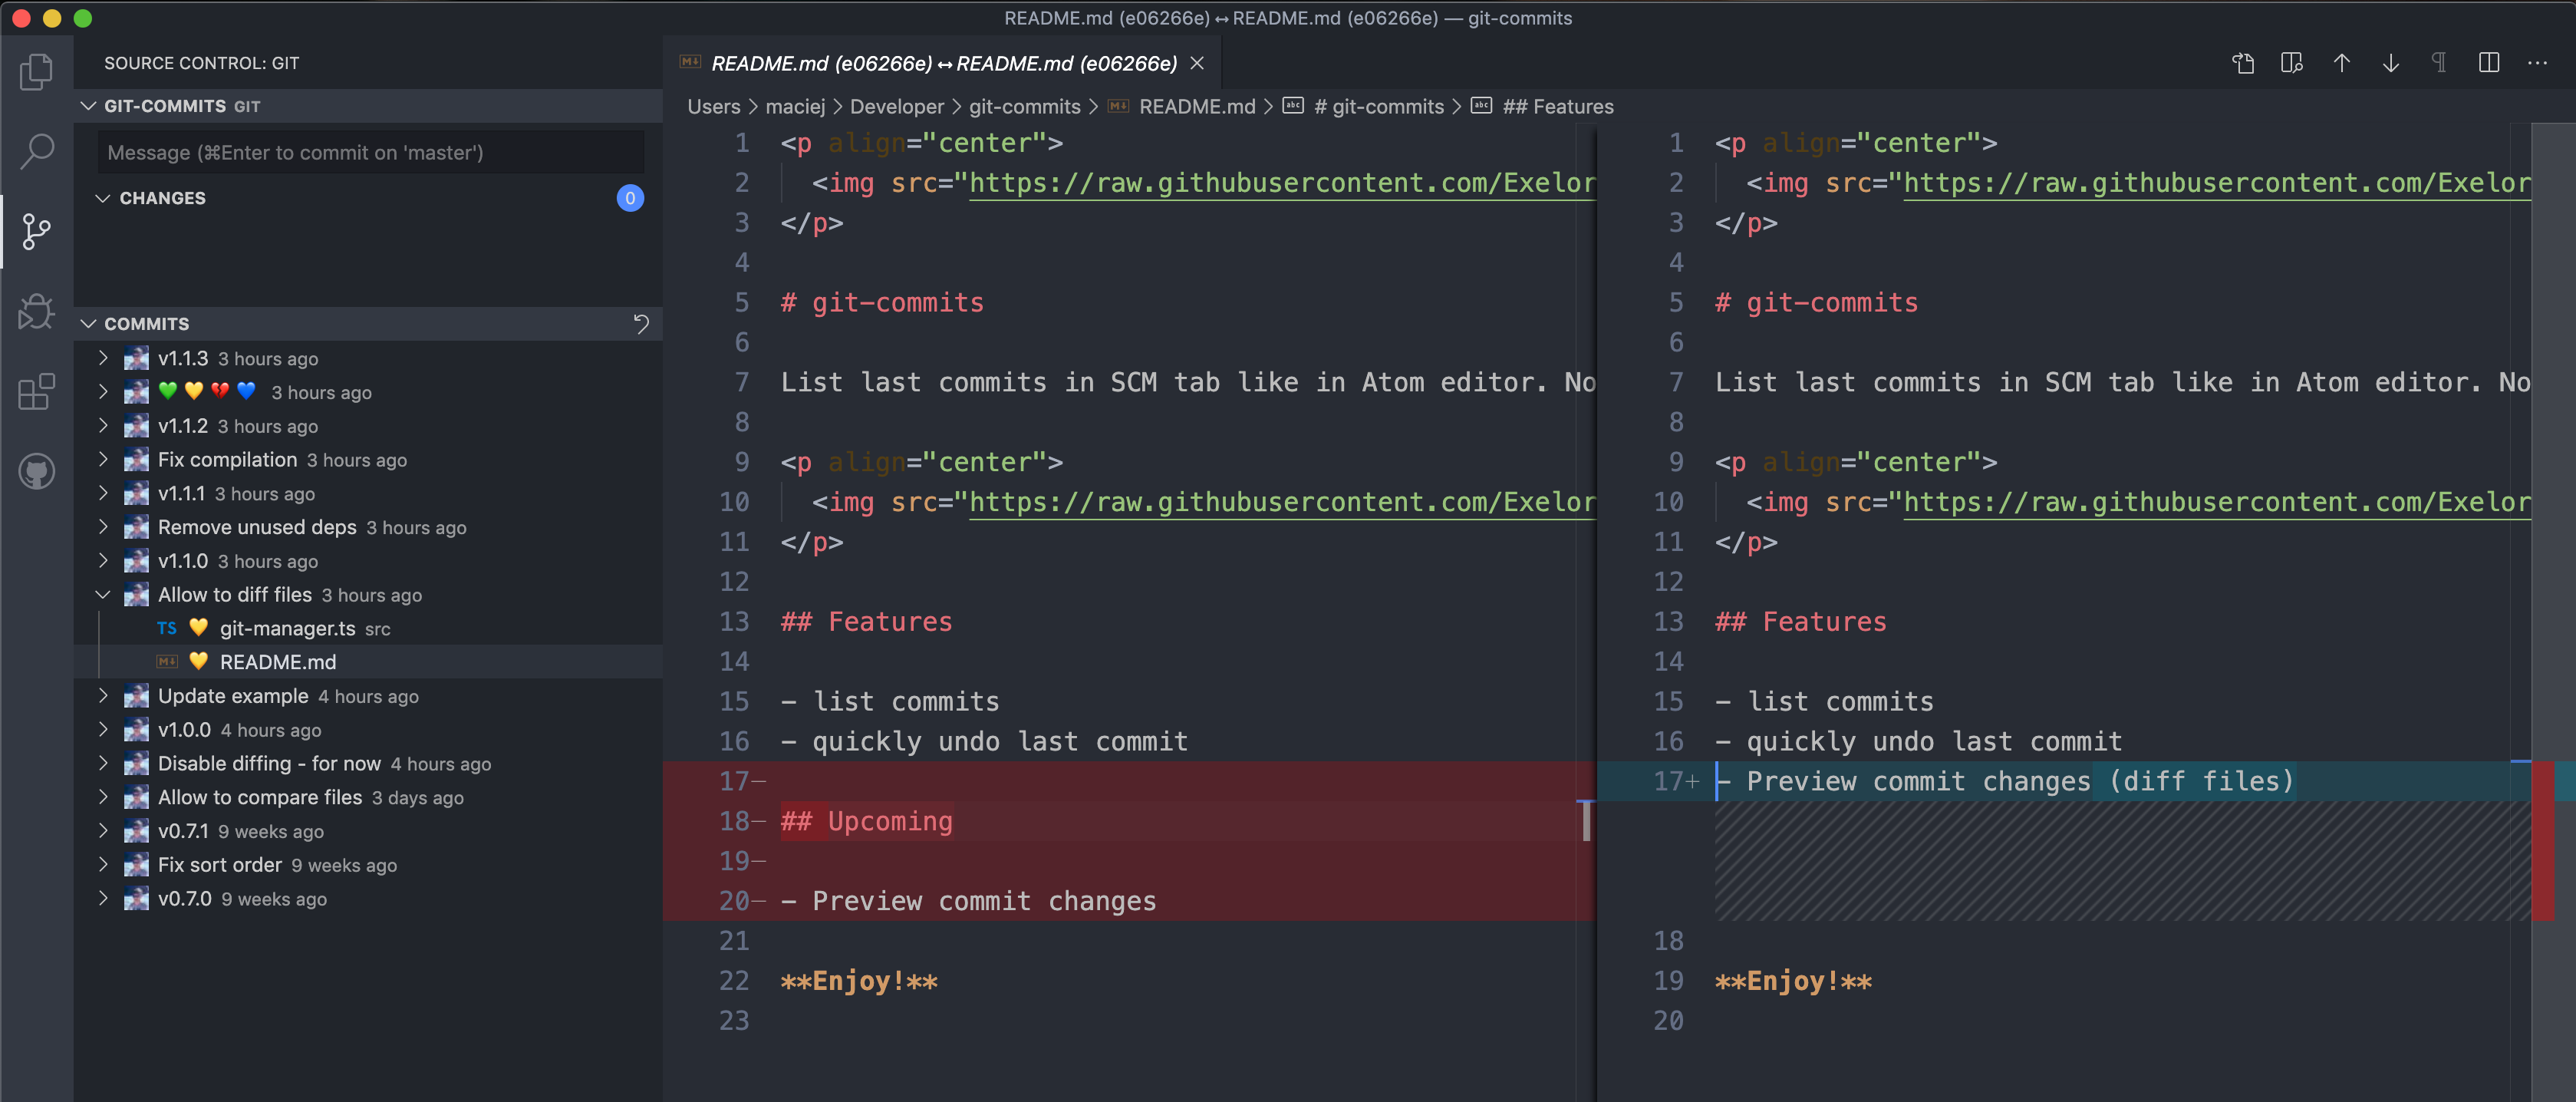 README.md (e06266e) ↔ README.md (e06266e) — git-commits
SOURCE CONTROL: GIT
GIT-COMMITS GIT
Message (⌘Enter to commit on 'master')
CHANGES 0
COMMITS
v1.1.3 3 hours ago
💚 💛 💔 💙 3 hours ago
v1.1.2 3 hours ago
Fix compilation 3 hours ago
v1.1.1 3 hours ago
Remove unused deps 3 hours ago
v1.1.0 3 hours ago
Allow to diff files 3 hours ago
TS 💛 git-manager.ts src
M↓ 💛 README.md
Update example 4 hours ago
v1.0.0 4 hours ago
Disable diffing - for now 4 hours ago
Allow to compare files 3 days ago
v0.7.1 9 weeks ago
Fix sort order 9 weeks ago
v0.7.0 9 weeks ago
M↓ README.md (e06266e) ↔ README.md (e06266e)
Users > maciej > Developer > git-commits > M↓ README.md > abc # git-commits > abc ## Features
1 <p align="center">
2 <img src="https://raw.githubusercontent.com/Exelor
3 </p>
4
5 # git-commits
6
7 List last commits in SCM tab like in Atom editor. No
8
9 <p align="center">
10 <img src="https://raw.githubusercontent.com/Exelor
11 </p>
12
13 ## Features
14
15 - list commits
16 - quickly undo last commit
17−
18− ## Upcoming
19−
20− - Preview commit changes
21
22 **Enjoy!**
23
1 <p align="center">
2 <img src="https://raw.githubusercontent.com/Exelor
3 </p>
4
5 # git-commits
6
7 List last commits in SCM tab like in Atom editor. No
8
9 <p align="center">
10 <img src="https://raw.githubusercontent.com/Exelor
11 </p>
12
13 ## Features
14
15 - list commits
16 - quickly undo last commit
17+ - Preview commit changes (diff files)
18
19 **Enjoy!**
20